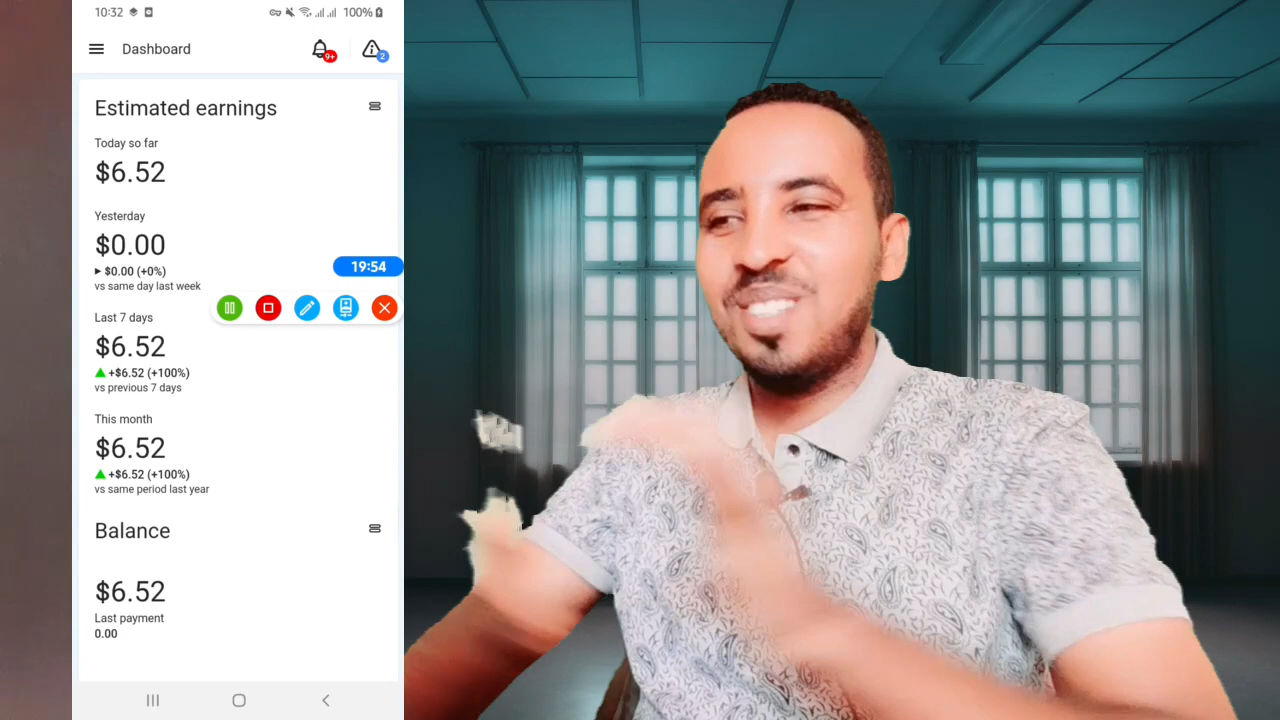 10:32
100%
Dashboard
9+
2
Estimated earnings
Today so far
$6.52
Yesterday
$0.00
$0.00 (+0%)
vs same day last week
19:54
Last 7 days
$6.52
+$6.52 (+100%)
vs previous 7 days
This month
$6.52
+$6.52 (+100%)
vs same period last year
Balance
$6.52
Last payment
0.00